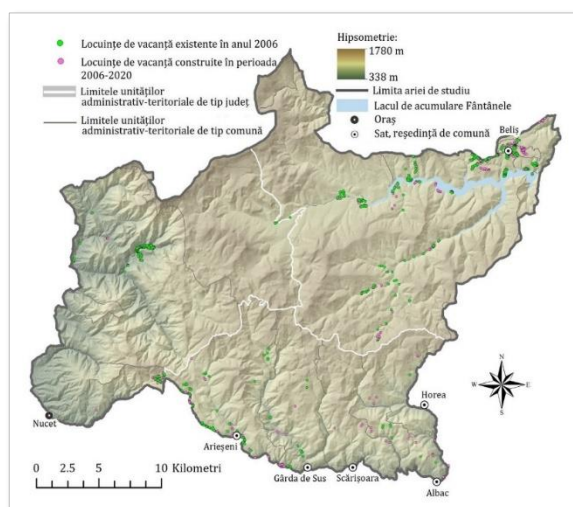 Locuințe de vacanță existente în anul 2006
Locuințe de vacanță construite în perioada
2006-2020
Limitele unităților
administrativ-teritoriale de tip județ
Limitele unităților
administrativ-teritoriale de tip comună
Hipsometrie:
1780 m
338 m
Limita ariei de studiu
Lacul de acumulare Fântânele
Oraș
Sat, reședință de comună
Beliș
N
W
E
S
Horea
Nucet
Arieșeni
Gârda de Sus
Scărișoara
Albac
0 2.5 5 10 Kilometri